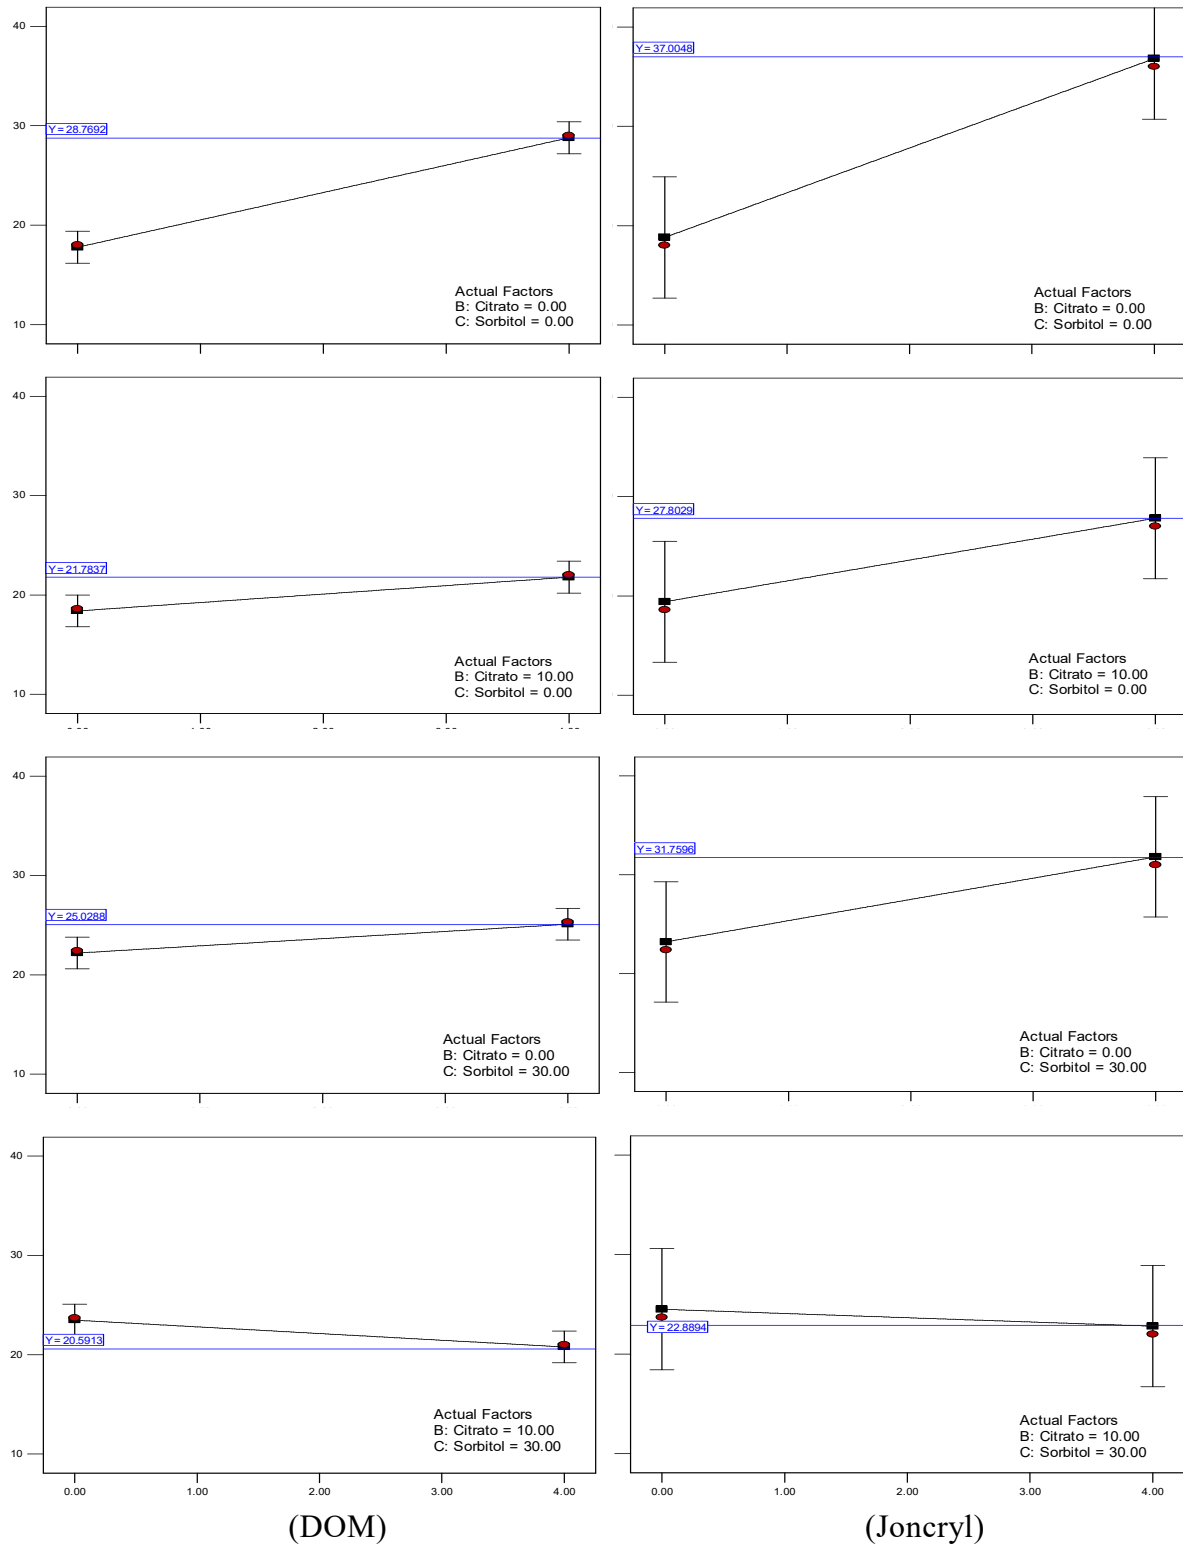 40
30
20
10
Y = 28.7692
Actual Factors
B: Citrato = 0.00
C: Sorbitol = 0.00
Y = 37.0048
Actual Factors
B: Citrato = 0.00
C: Sorbitol = 0.00
40
30
20
10
Y = 21.7837
Actual Factors
B: Citrato = 10.00
C: Sorbitol = 0.00
Y = 27.8029
Actual Factors
B: Citrato = 10.00
C: Sorbitol = 0.00
40
30
20
10
Y = 25.0288
Actual Factors
B: Citrato = 0.00
C: Sorbitol = 30.00
Y = 31.7596
Actual Factors
B: Citrato = 0.00
C: Sorbitol = 30.00
40
30
20
10
Y = 20.5913
Actual Factors
B: Citrato = 10.00
C: Sorbitol = 30.00
0.00 1.00 2.00 3.00 4.00
Y = 22.8894
Actual Factors
B: Citrato = 10.00
C: Sorbitol = 30.00
0.00 1.00 2.00 3.00 4.00
(DOM)
(Joncryl)